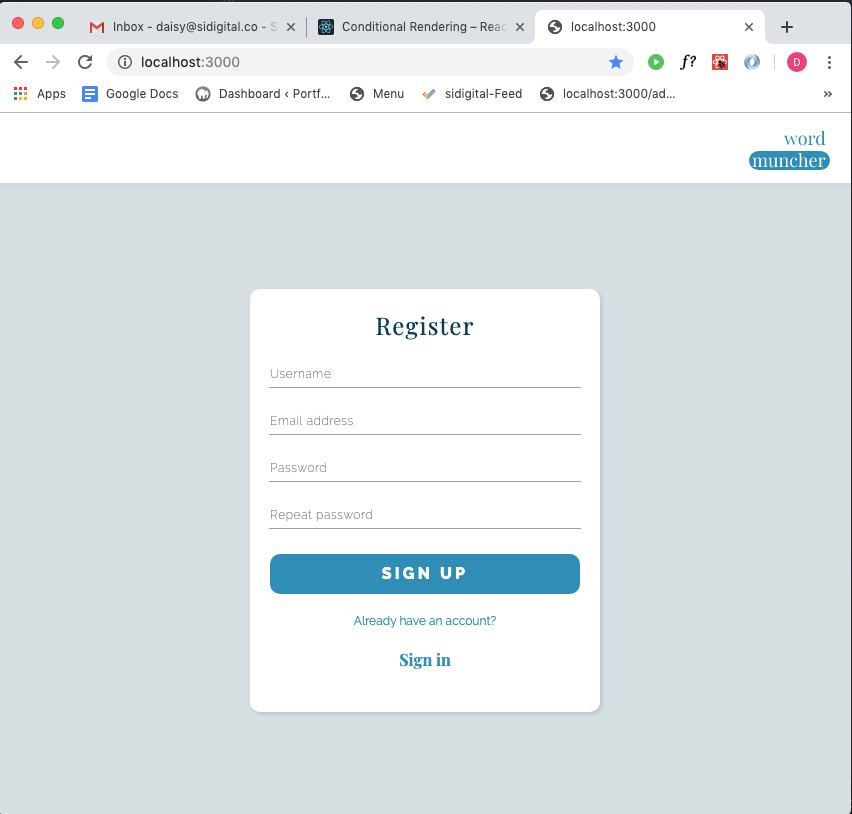 Inbox - daisy@sidigital.co - S
Conditional Rendering – Reac
localhost:3000
localhost:3000
f?
D
Apps
Google Docs
Dashboard ‹ Portf...
Menu
sidigital-Feed
localhost:3000/ad...
»
word
muncher
Register
Username
Email address
Password
Repeat password
SIGN UP
Already have an account?
Sign in